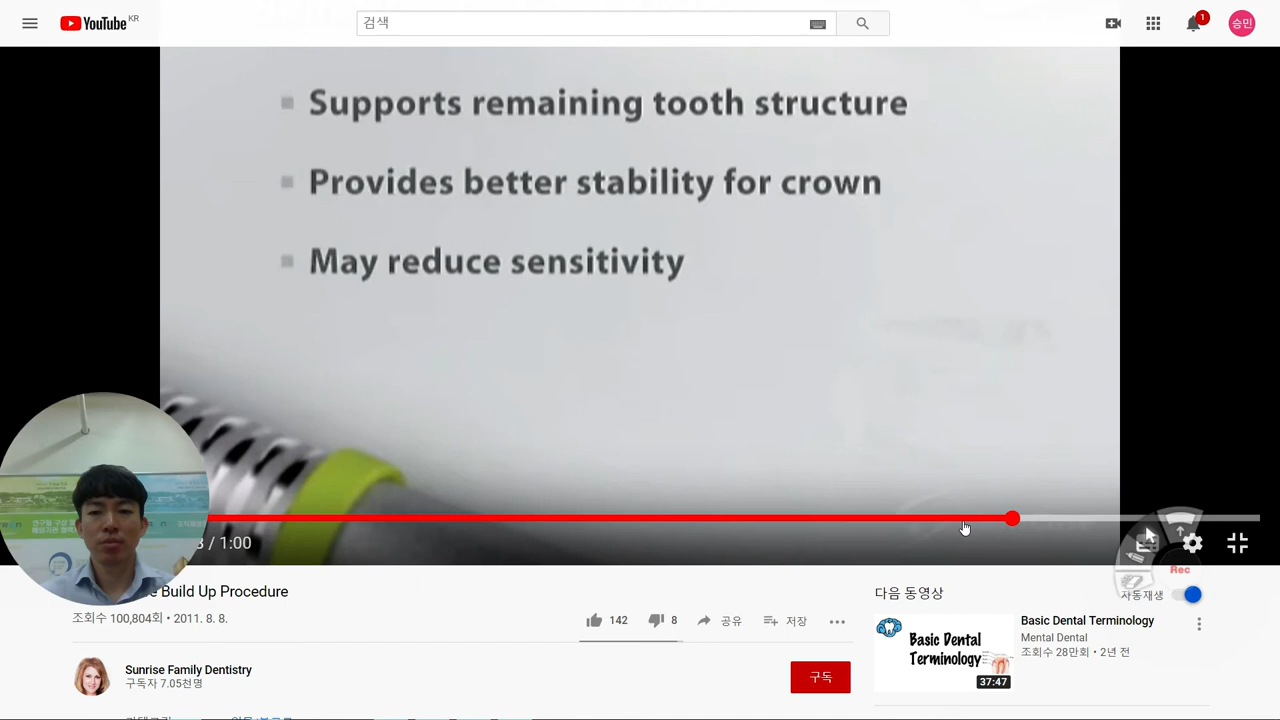 YouTube KR
검색
1
승민
Supports remaining tooth structure
Provides better stability for crown
May reduce sensitivity
/ 1:00
Rec
Build Up Procedure
조회수 100,804회 • 2011. 8. 8.
142
8
공유
저장
Sunrise Family Dentistry
구독자 7.05천명
구독
다음 동영상
자동재생
Basic Dental Terminology
37:47
Basic Dental Terminology
Mental Dental
조회수 28만회 • 2년 전